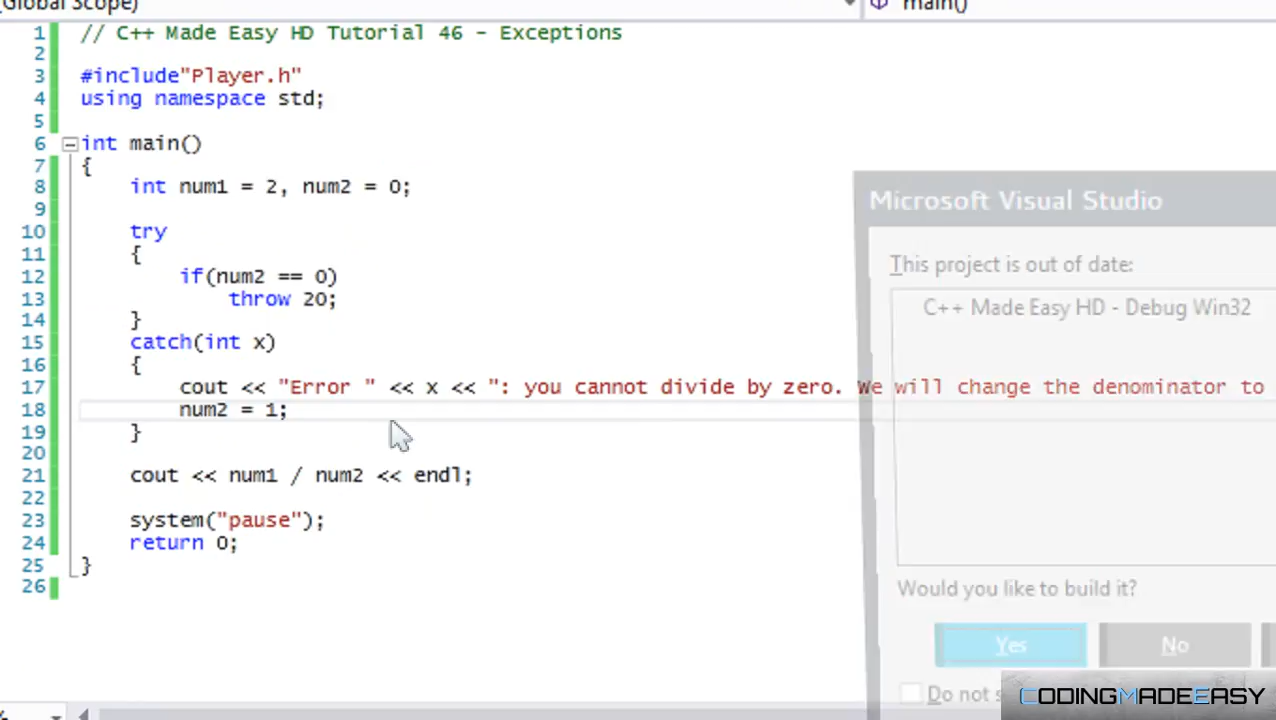 (Global Scope) main()
1 // C++ Made Easy HD Tutorial 46 - Exceptions
2
3 #include"Player.h"
4 using namespace std;
5
6 int main()
7 {
8 int num1 = 2, num2 = 0;
9
10 try
11 {
12 if(num2 == 0)
13 throw 20;
14 }
15 catch(int x)
16 {
17 cout << "Error " << x << ": you cannot divide by zero. We will change the denominator to
18 num2 = 1;
19 }
20
21 cout << num1 / num2 << endl;
22
23 system("pause");
24 return 0;
25 }
26
Microsoft Visual Studio
This project is out of date:
C++ Made Easy HD - Debug Win32
Would you like to build it?
Yes No
Do not
CODINGMADEEASY